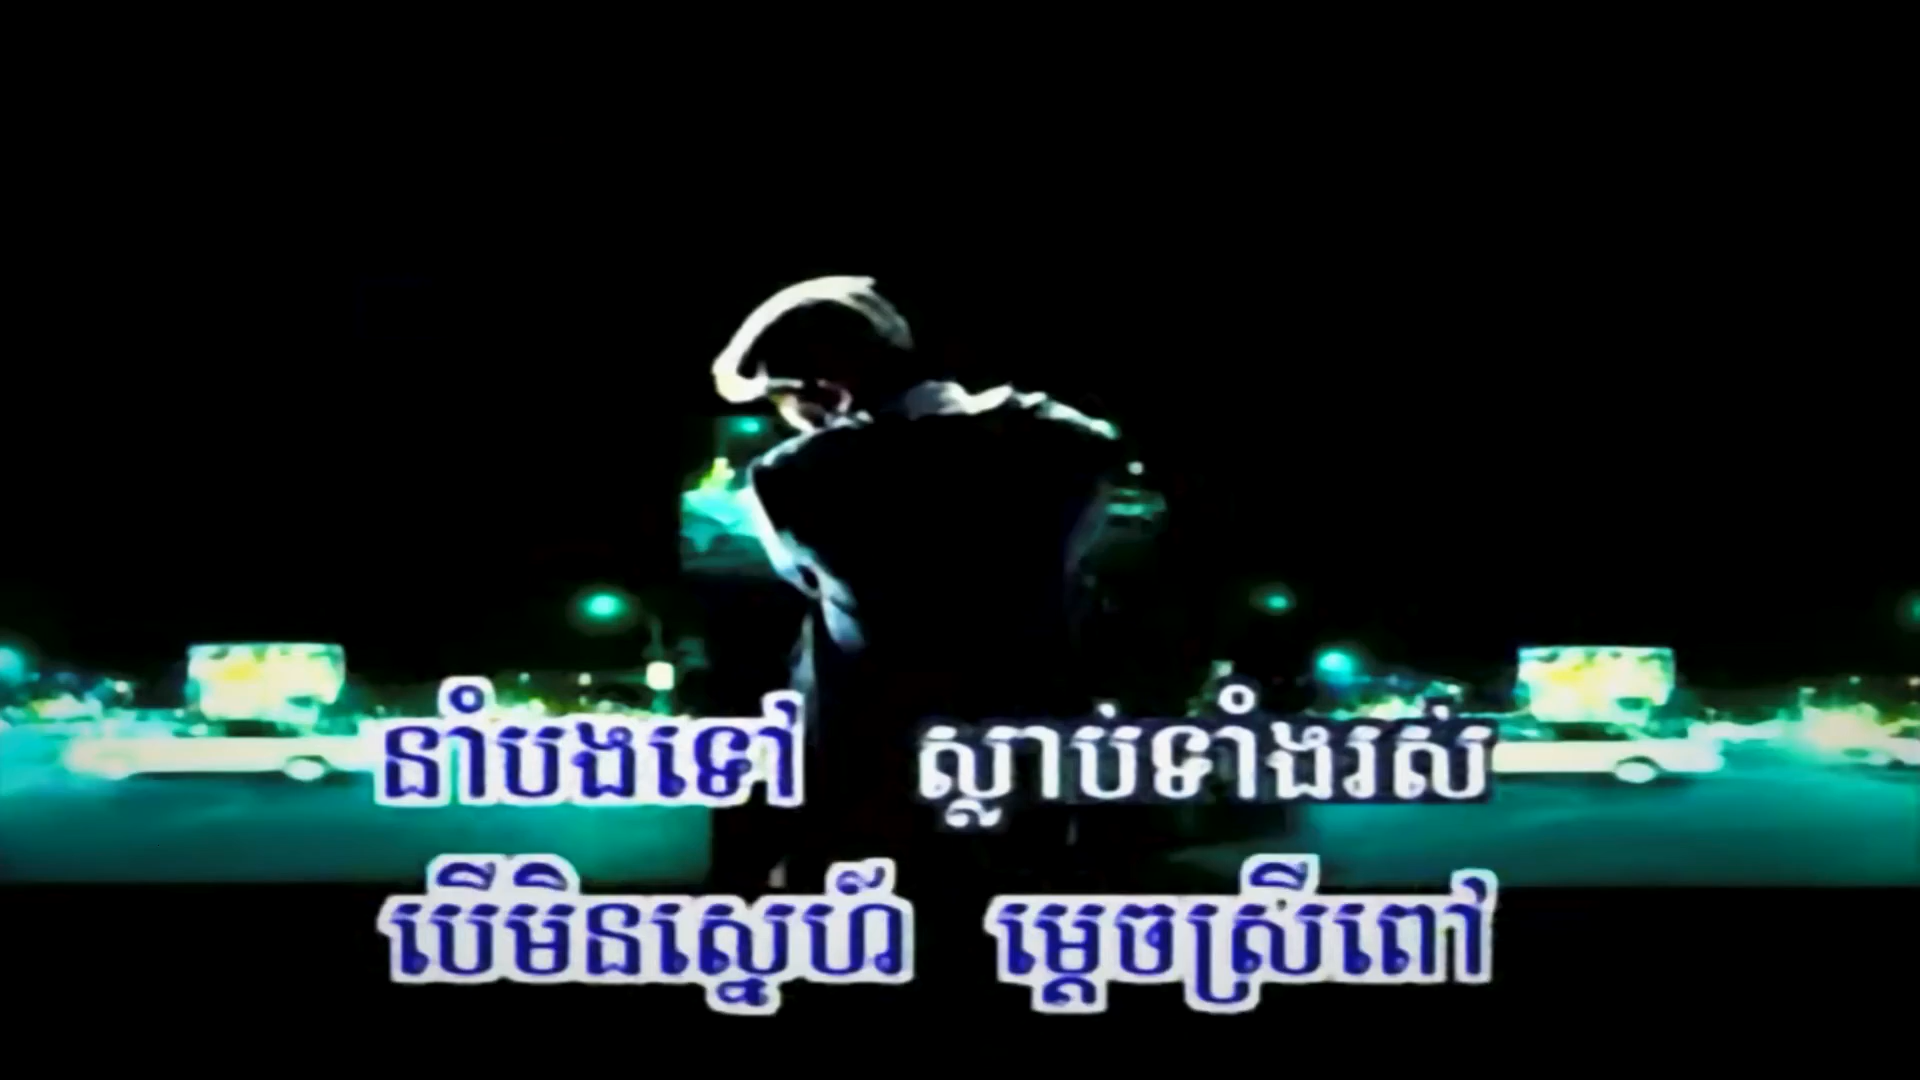 នាំបងទៅ ស្លាប់ទាំងរស់
បើមិនស្នេហ៍ ម្ដេចស្រីពៅ